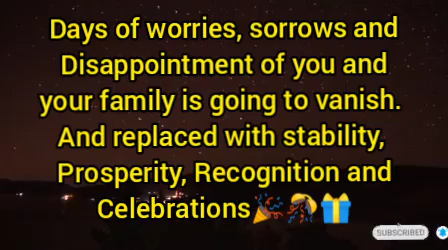 Days of worries, sorrows and
Disappointment of you and
your family is going to vanish.
And replaced with stability,
Prosperity, Recognition and
Celebrations🎉🎊🎁
SUBSCRIBED